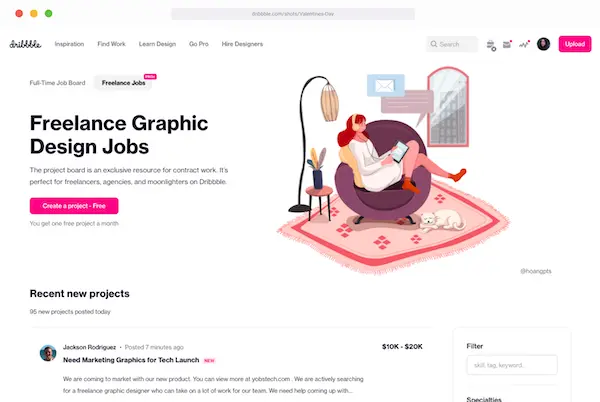 dribbble.com/shots/Valentines-Day
dribbble
Inspiration
Find Work
Learn Design
Go Pro
Hire Designers
Search
Upload
Full-Time Job Board
Freelance Jobs
Freelance Graphic
Design Jobs
The project board is an exclusive resource for contract work. It's
perfect for freelancers, agencies, and moonlighters on Dribbble.
Create a project - Free
You get one free project a month
@hoangpts
Recent new projects
95 new projects posted today
Jackson Rodriguez • Posted 7 minutes ago
$10K - $20K
Need Marketing Graphics for Tech Launch NEW
We are coming to market with our new product. You can view more at yobstech.com . We are actively searching
for a freelance graphic designer who can take on a lot of work for our team. We need help coming up with...
Filter
skill, tag, keyword..
Specialties